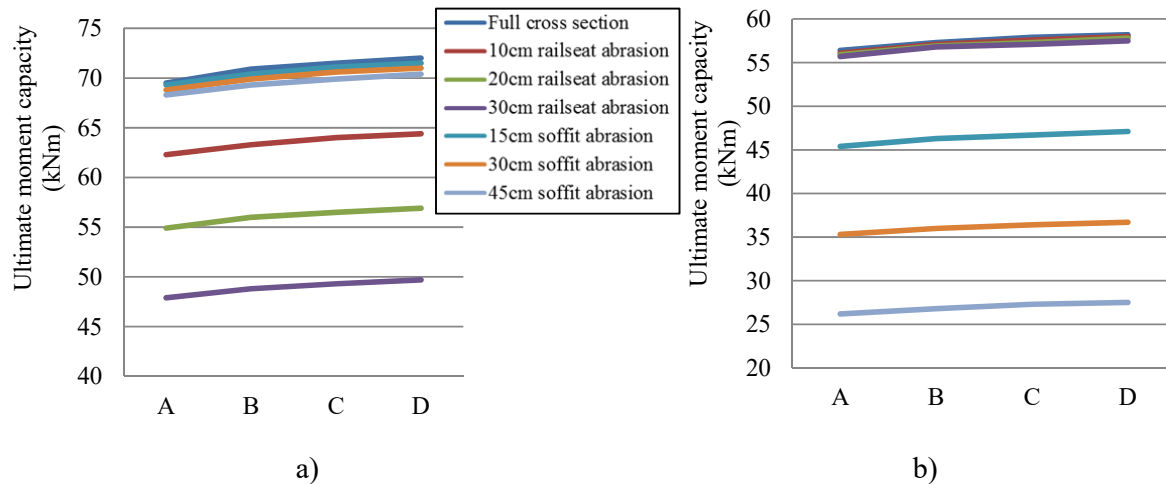 Ultimate moment capacity
(kNm)
75
70
65
60
55
50
45
40
A B C D
a)
Full cross section
10cm railseat abrasion
20cm railseat abrasion
30cm railseat abrasion
15cm soffit abrasion
30cm soffit abrasion
45cm soffit abrasion
Ultimate moment capacity
(kNm)
60
55
50
45
40
35
30
25
20
A B C D
b)